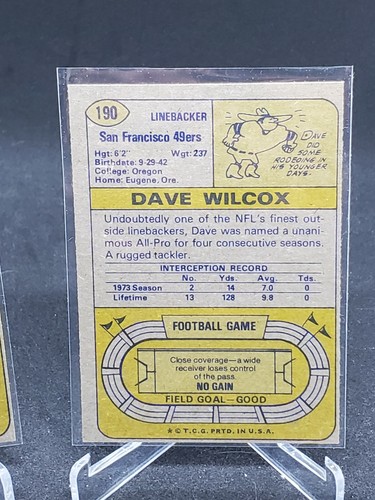 190
LINEBACKER
San Francisco 49ers
Hgt: 6'2" Wgt: 237
Birthdate: 9-29-42
College: Oregon
Home: Eugene, Ore.
DAVE
DID
SOME
RODEOING IN
HIS YOUNGER
DAYS.
DAVE WILCOX
Undoubtedly one of the NFL's finest out-
side linebackers, Dave was named a unani-
mous All-Pro for four consecutive seasons.
A rugged tackler.
INTERCEPTION RECORD
No. Yds. Avg. Tds.
1973 Season 2 14 7.0 0
Lifetime 13 128 9.8 0
FOOTBALL GAME
Close coverage—a wide
receiver loses control
of the pass.
NO GAIN
FIELD GOAL—GOOD
* © T.C.G. PRTD. IN U.S.A.